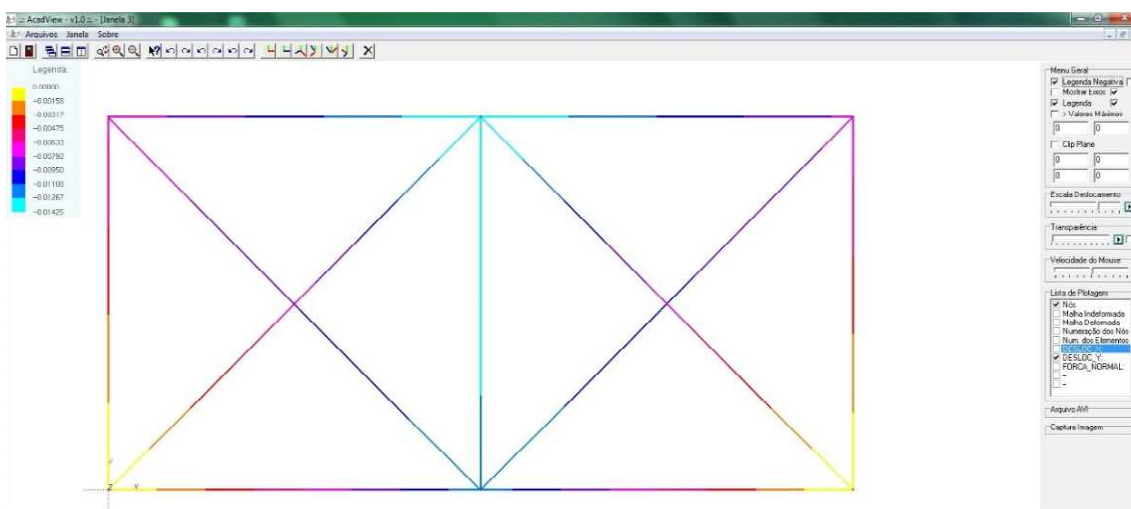 .:: AcadView - v1.0 ::. - [Janela 3]
Arquivos Janela Sobre
Legenda:
0.00000
-0.00158
-0.00317
-0.00475
-0.00633
-0.00792
-0.00950
-0.01108
-0.01267
-0.01425
Z
Menu Geral
Legenda Negativa
Mostrar Eixos
Legenda
> Valores Máximos
0 0
Clip Plane
0 0
0 0
Escala Deslocamento
Transparência
Velocidade do Mouse
Lista de Plotagem
Nós
Malha Indeformada
Malha Deformada
Numeração dos Nós
Num. dos Elementos
DESLOC_X:
DESLOC_Y:
FORCA_NORMAL:
-
-
Arquivo AVI
Captura Imagem